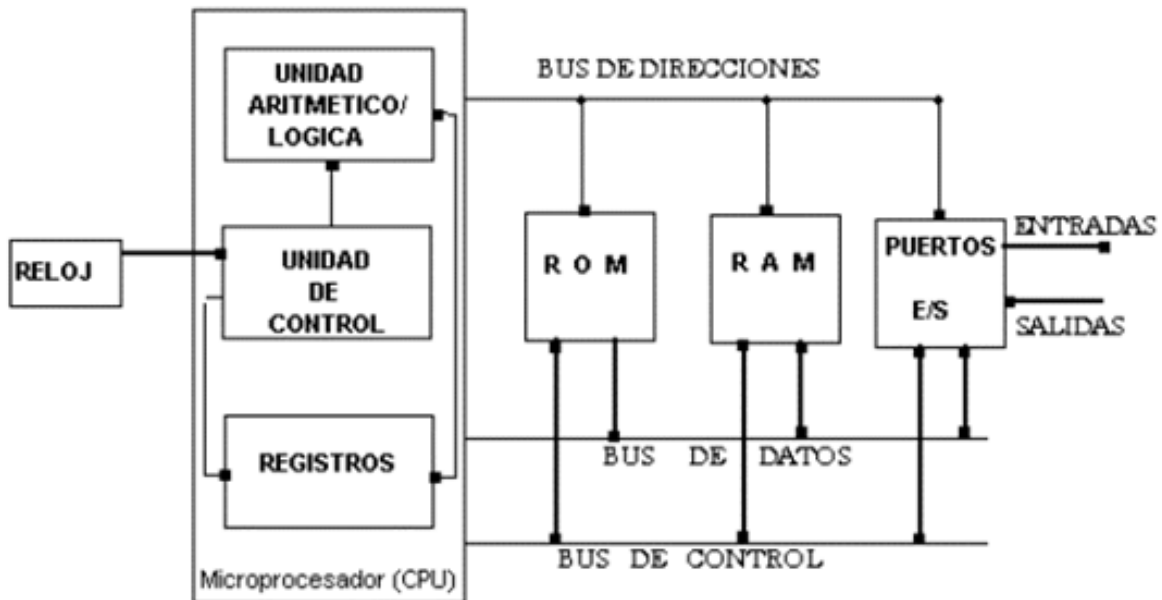 UNIDAD
ARITMETICO/
LOGICA
BUS DE DIRECCIONES
RELOJ
UNIDAD
DE
CONTROL
R O M
R A M
PUERTOS
E/S
ENTRADAS
SALIDAS
REGISTROS
BUS DE DATOS
BUS DE CONTROL
Microprocesador (CPU)